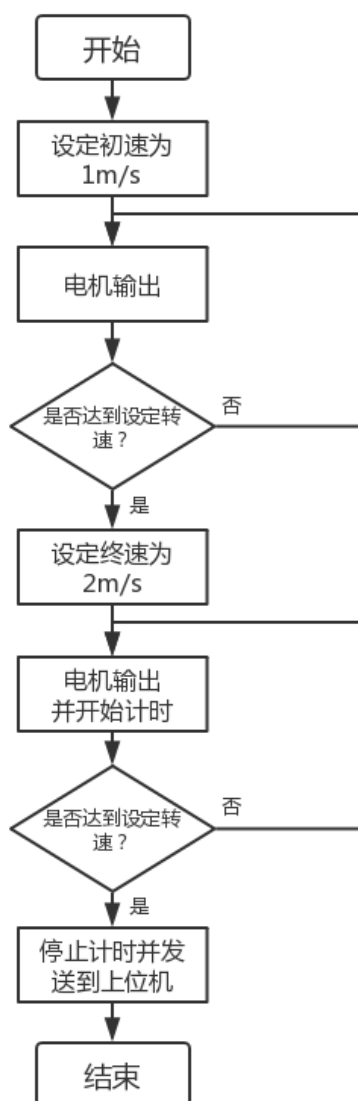 开始
设定初速为
1m/s
电机输出
是否达到设定转
速？
否
是
设定终速为
2m/s
电机输出
并开始计时
是否达到设定转
速？
否
是
停止计时并发
送到上位机
结束